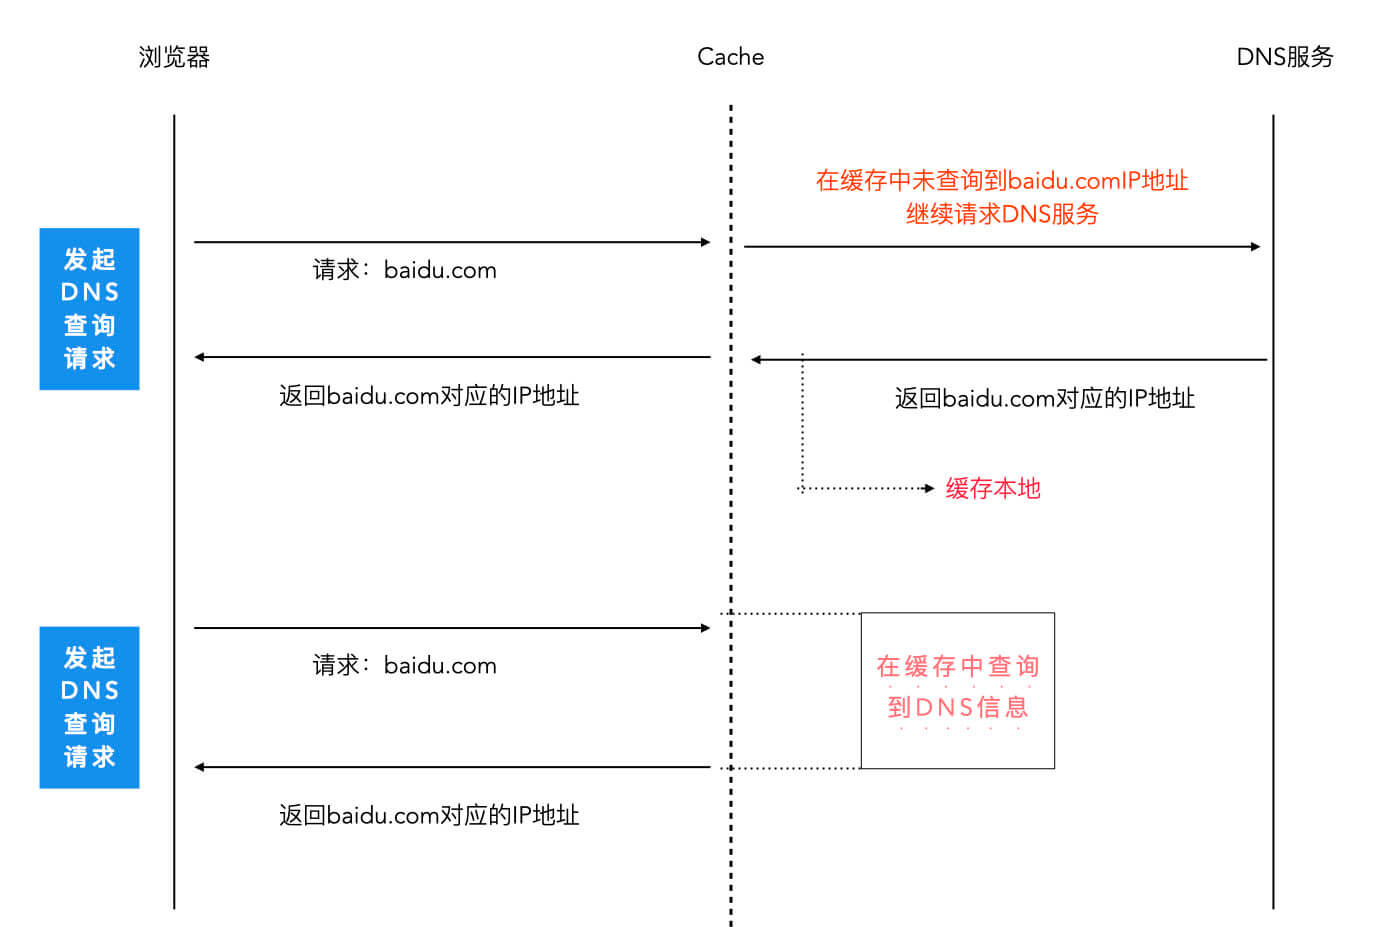 浏览器
Cache
DNS服务
在缓存中未查询到baidu.comIP地址
继续请求DNS服务
发起
DNS
查询
请求
请求：baidu.com
返回baidu.com对应的IP地址
返回baidu.com对应的IP地址
缓存本地
发起
DNS
查询
请求
请求：baidu.com
在缓存中查询
到DNS信息
返回baidu.com对应的IP地址